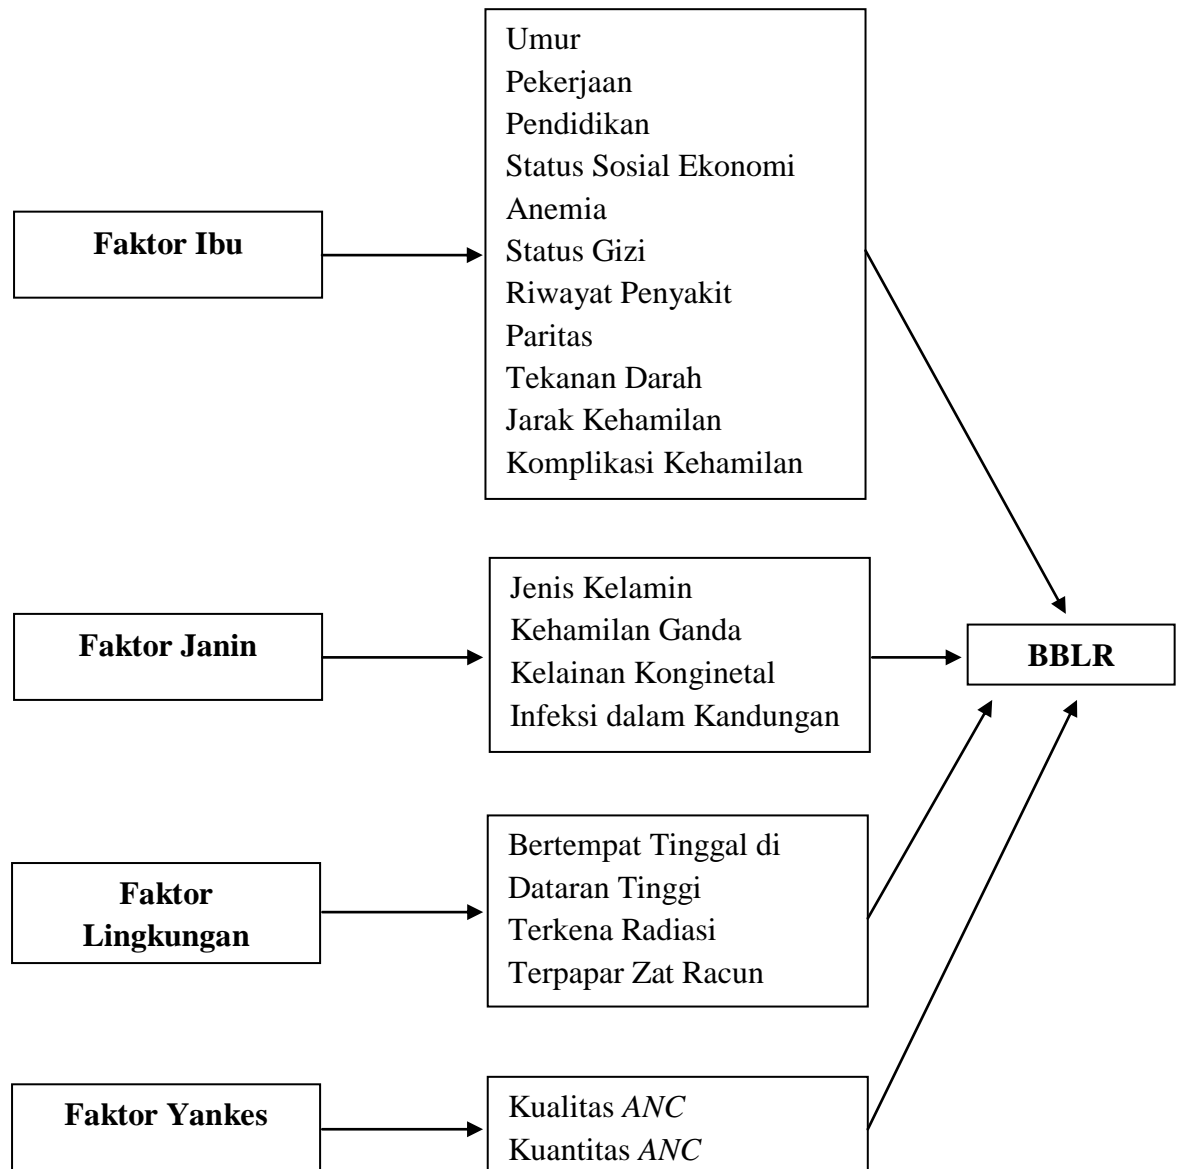 Faktor Ibu
Umur
Pekerjaan
Pendidikan
Status Sosial Ekonomi
Anemia
Status Gizi
Riwayat Penyakit
Paritas
Tekanan Darah
Jarak Kehamilan
Komplikasi Kehamilan
Faktor Janin
Jenis Kelamin
Kehamilan Ganda
Kelainan Konginetal
Infeksi dalam Kandungan
BBLR
Faktor
Lingkungan
Bertempat Tinggal di
Dataran Tinggi
Terkena Radiasi
Terpapar Zat Racun
Faktor Yankes
Kualitas ANC
Kuantitas ANC